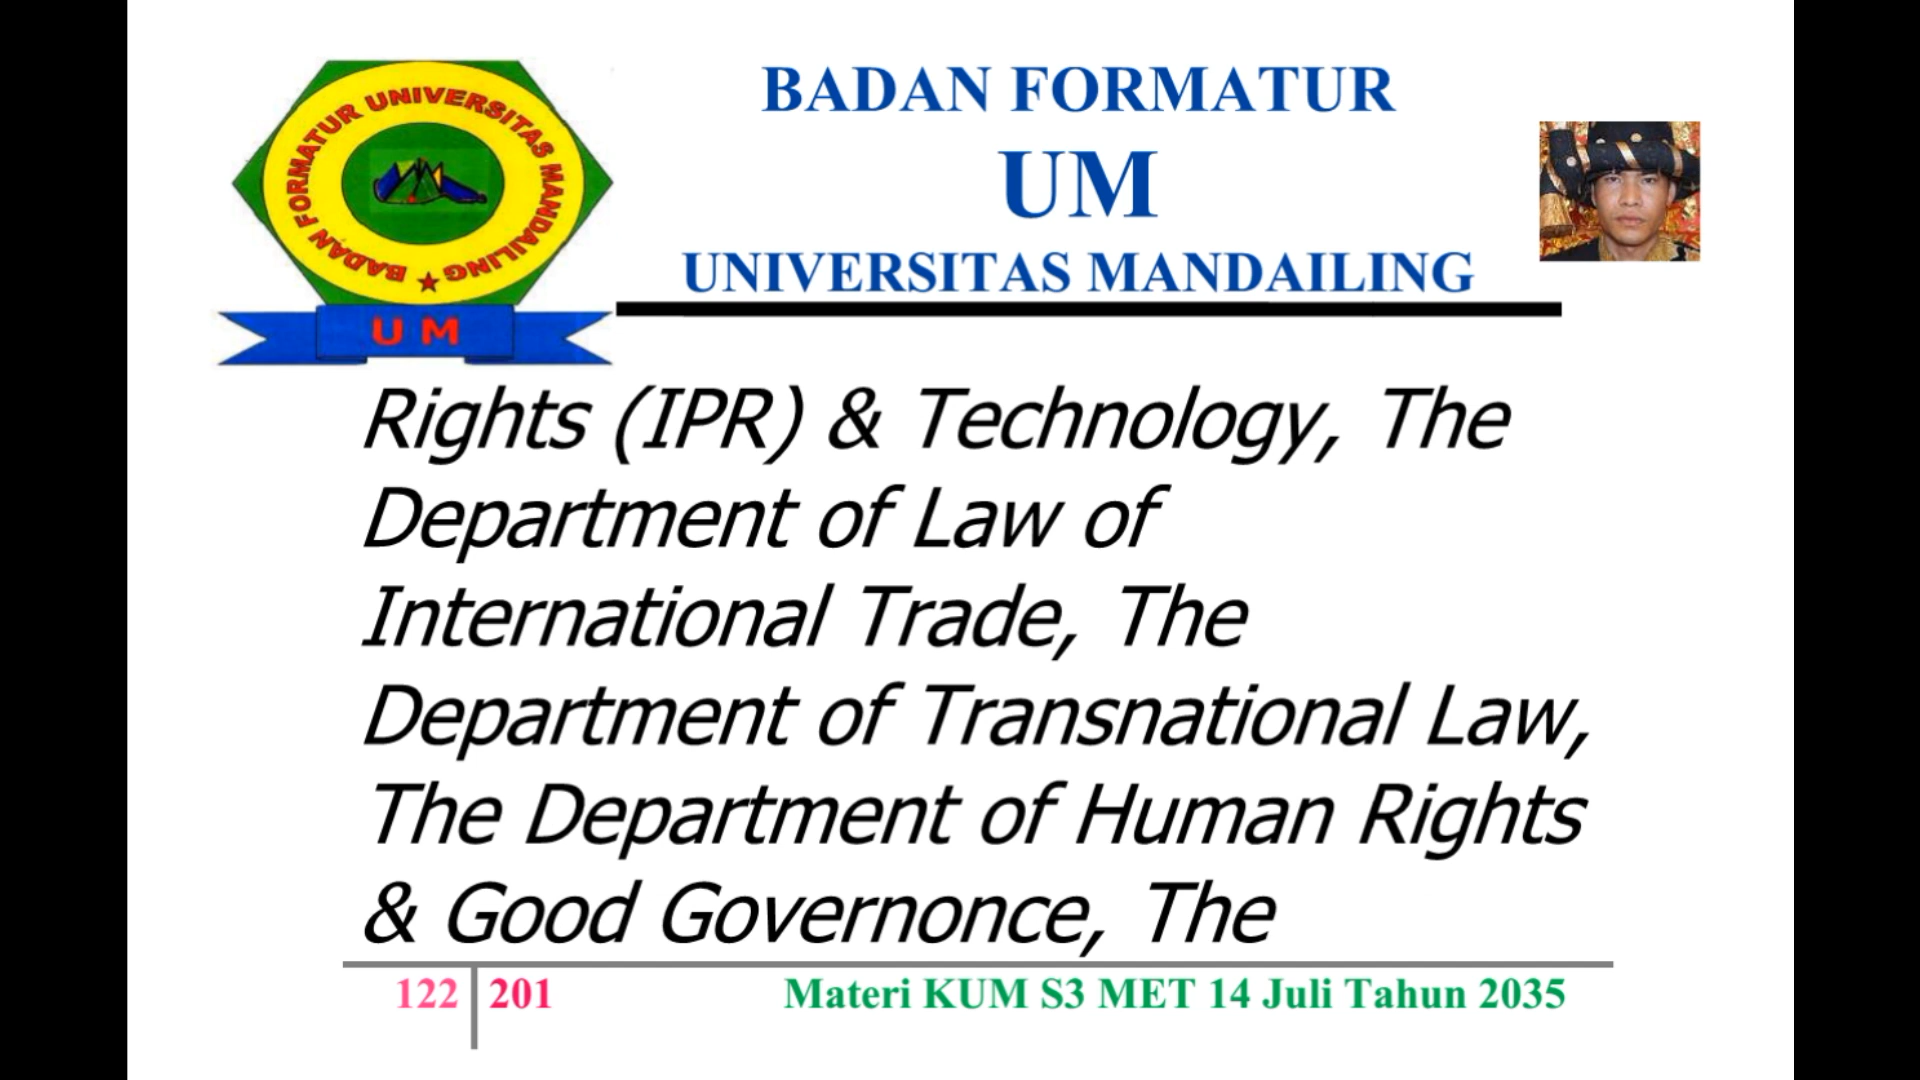 BADAN FORMATUR UNIVERSITAS MANDAILING
U M
BADAN FORMATUR
UM
UNIVERSITAS MANDAILING
Rights (IPR) & Technology, The
Department of Law of
International Trade, The
Department of Transnational Law,
The Department of Human Rights
& Good Governonce, The
122 201
Materi KUM S3 MET 14 Juli Tahun 2035